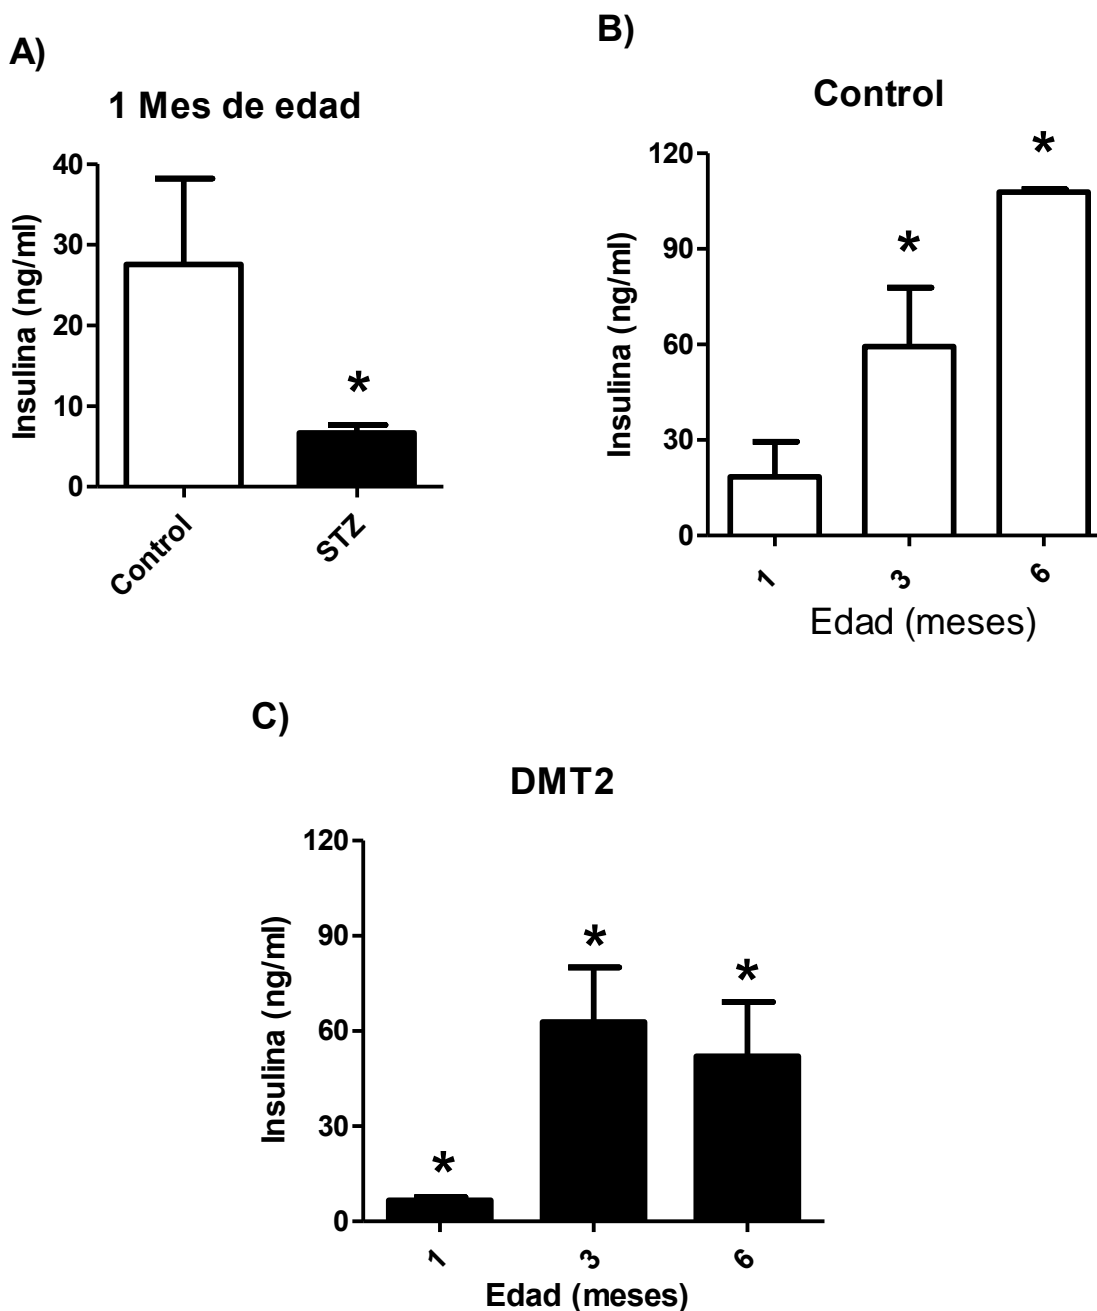 A)
1 Mes de edad
40
30
20
10
0
Insulina (ng/ml)
*
Control
STZ
B)
Control
120
90
60
30
0
Insulina (ng/ml)
*
*
1
3
6
Edad (meses)
C)
DMT2
120
90
60
30
0
Insulina (ng/ml)
*
*
*
1
3
6
Edad (meses)